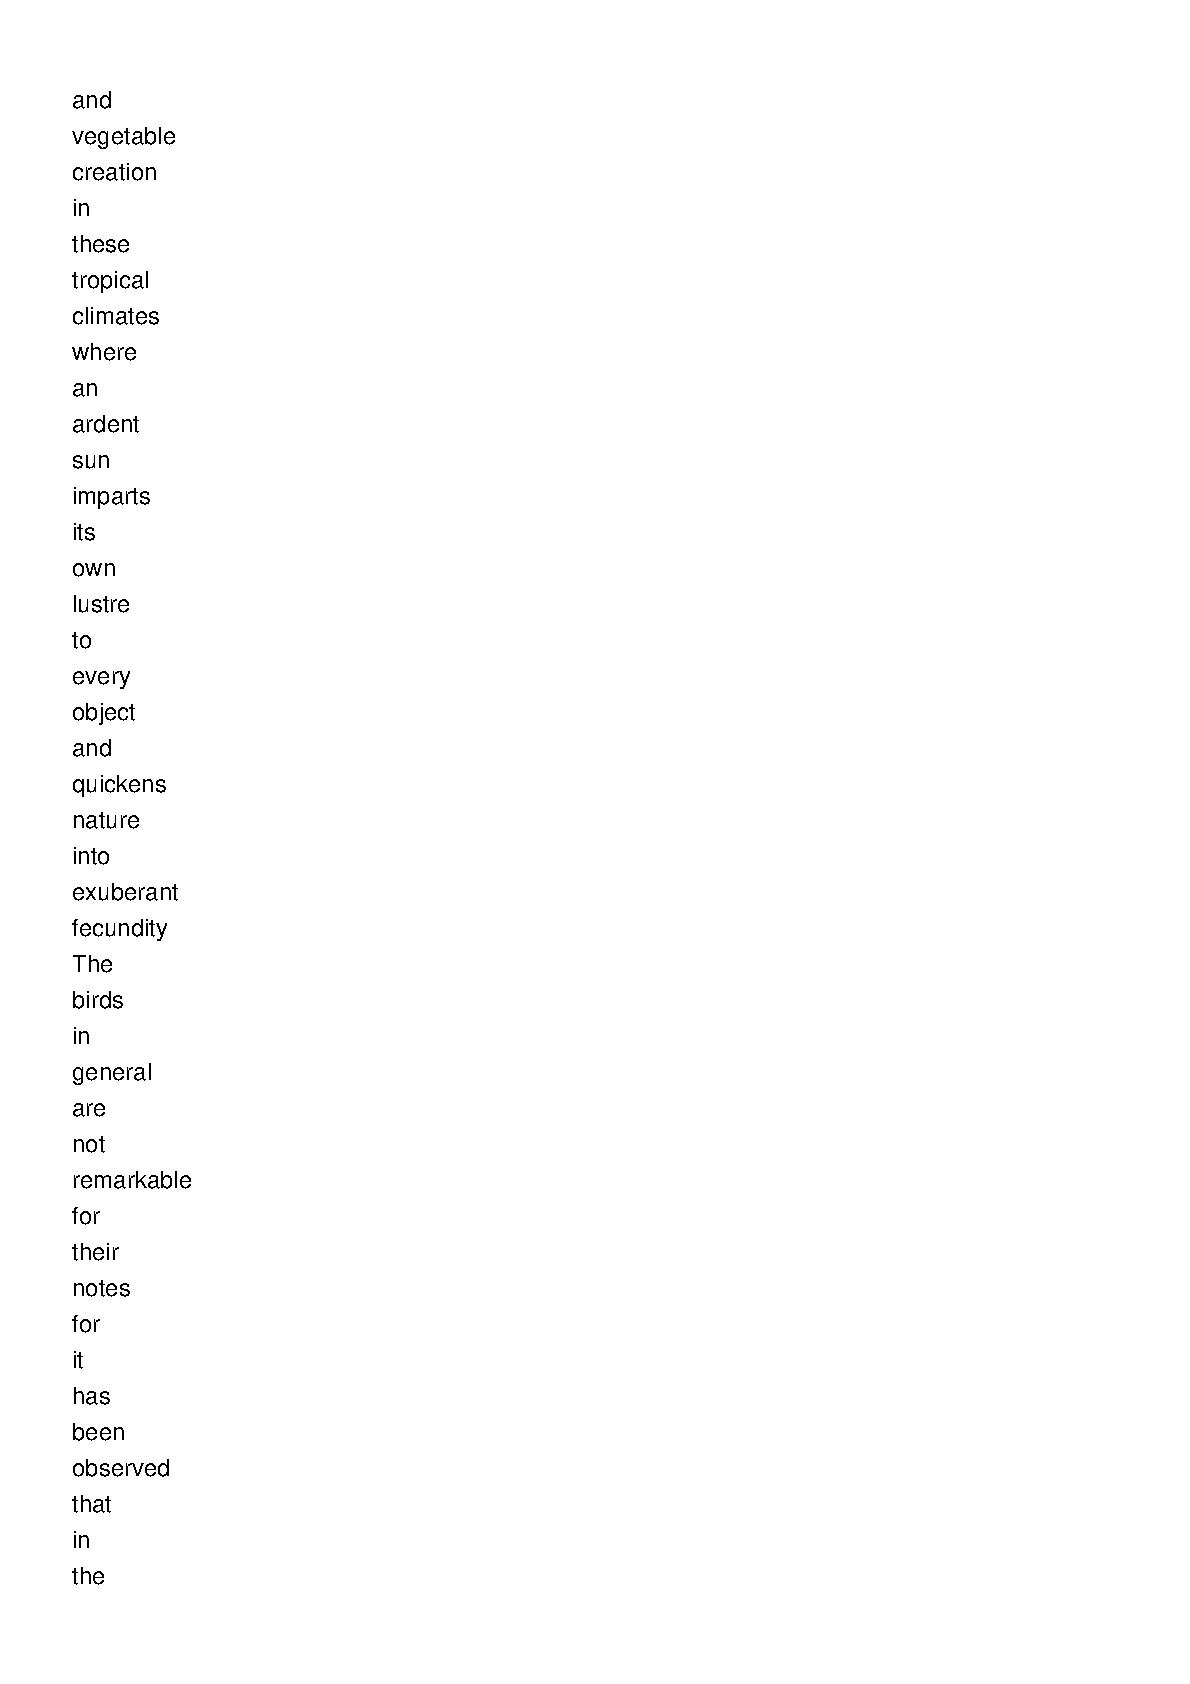 and
vegetable
creation
in
these
tropical
climates
where
an
ardent
sun
imparts
its
own
lustre
to
every
object
and
quickens
nature
into
exuberant
fecundity
The
birds
in
general
are
not
remarkable
for
their
notes
for
it
has
been
observed
that
in
the